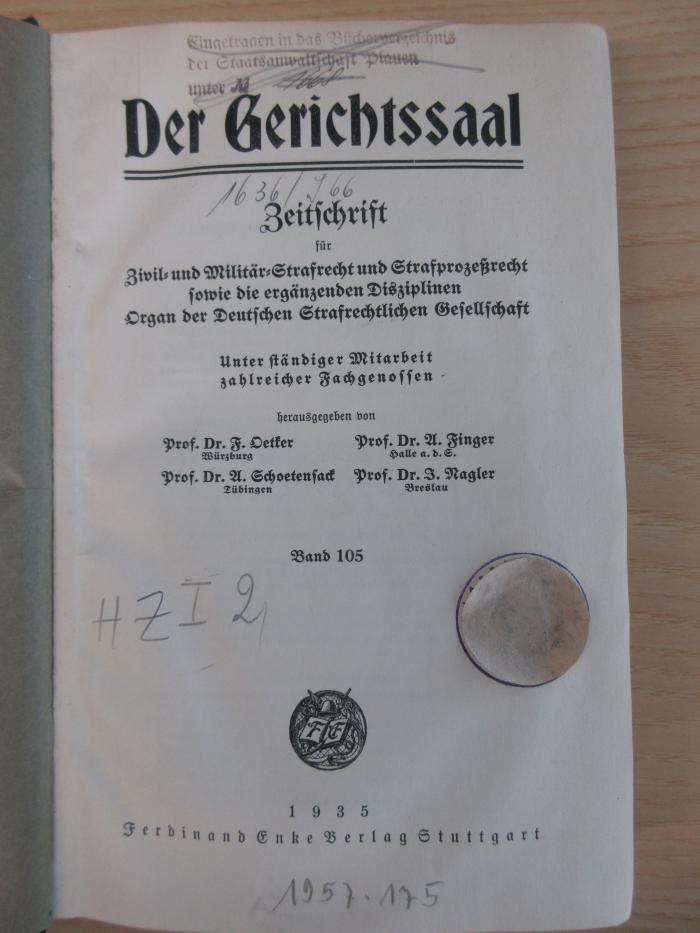 Eingetragen in das Bücherverzeichnis
der Staatsanwaltschaft Plauen
unter №
Der Gerichtssaal
1636/J66
Zeitschrift
für
Zivil- und Militär-Strafrecht und Strafprozeßrecht
sowie die ergänzenden Disziplinen
Organ der Deutschen Strafrechtlichen Gesellschaft
Unter ständiger Mitarbeit
zahlreicher Fachgenossen
herausgegeben von
Prof. Dr. F. Oetker Prof. Dr. A. Finger
Würzburg Halle a. d. S.
Prof. Dr. A. Schoetensack Prof. Dr. J. Nagler
Tübingen Breslau
Band 105
HZ I 2
F E
1935
Ferdinand Enke Verlag Stuttgart
1957.175